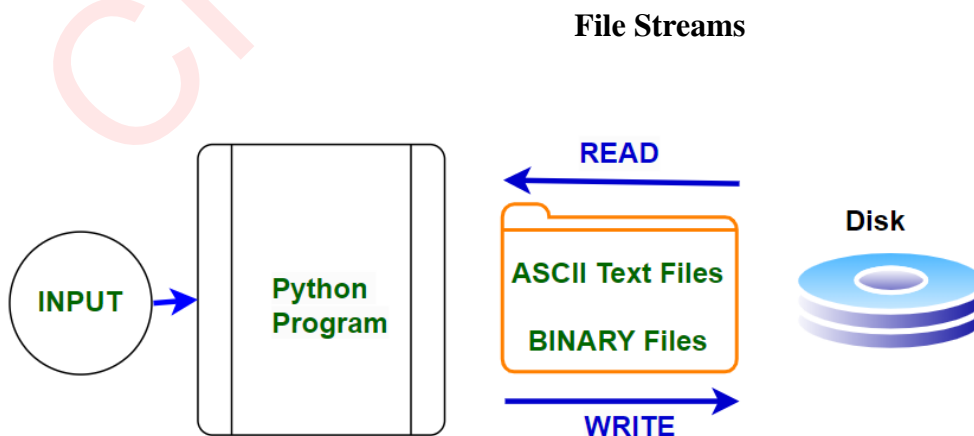 File Streams
READ
Disk
INPUT
Python
Program
ASCII Text Files
BINARY Files
WRITE